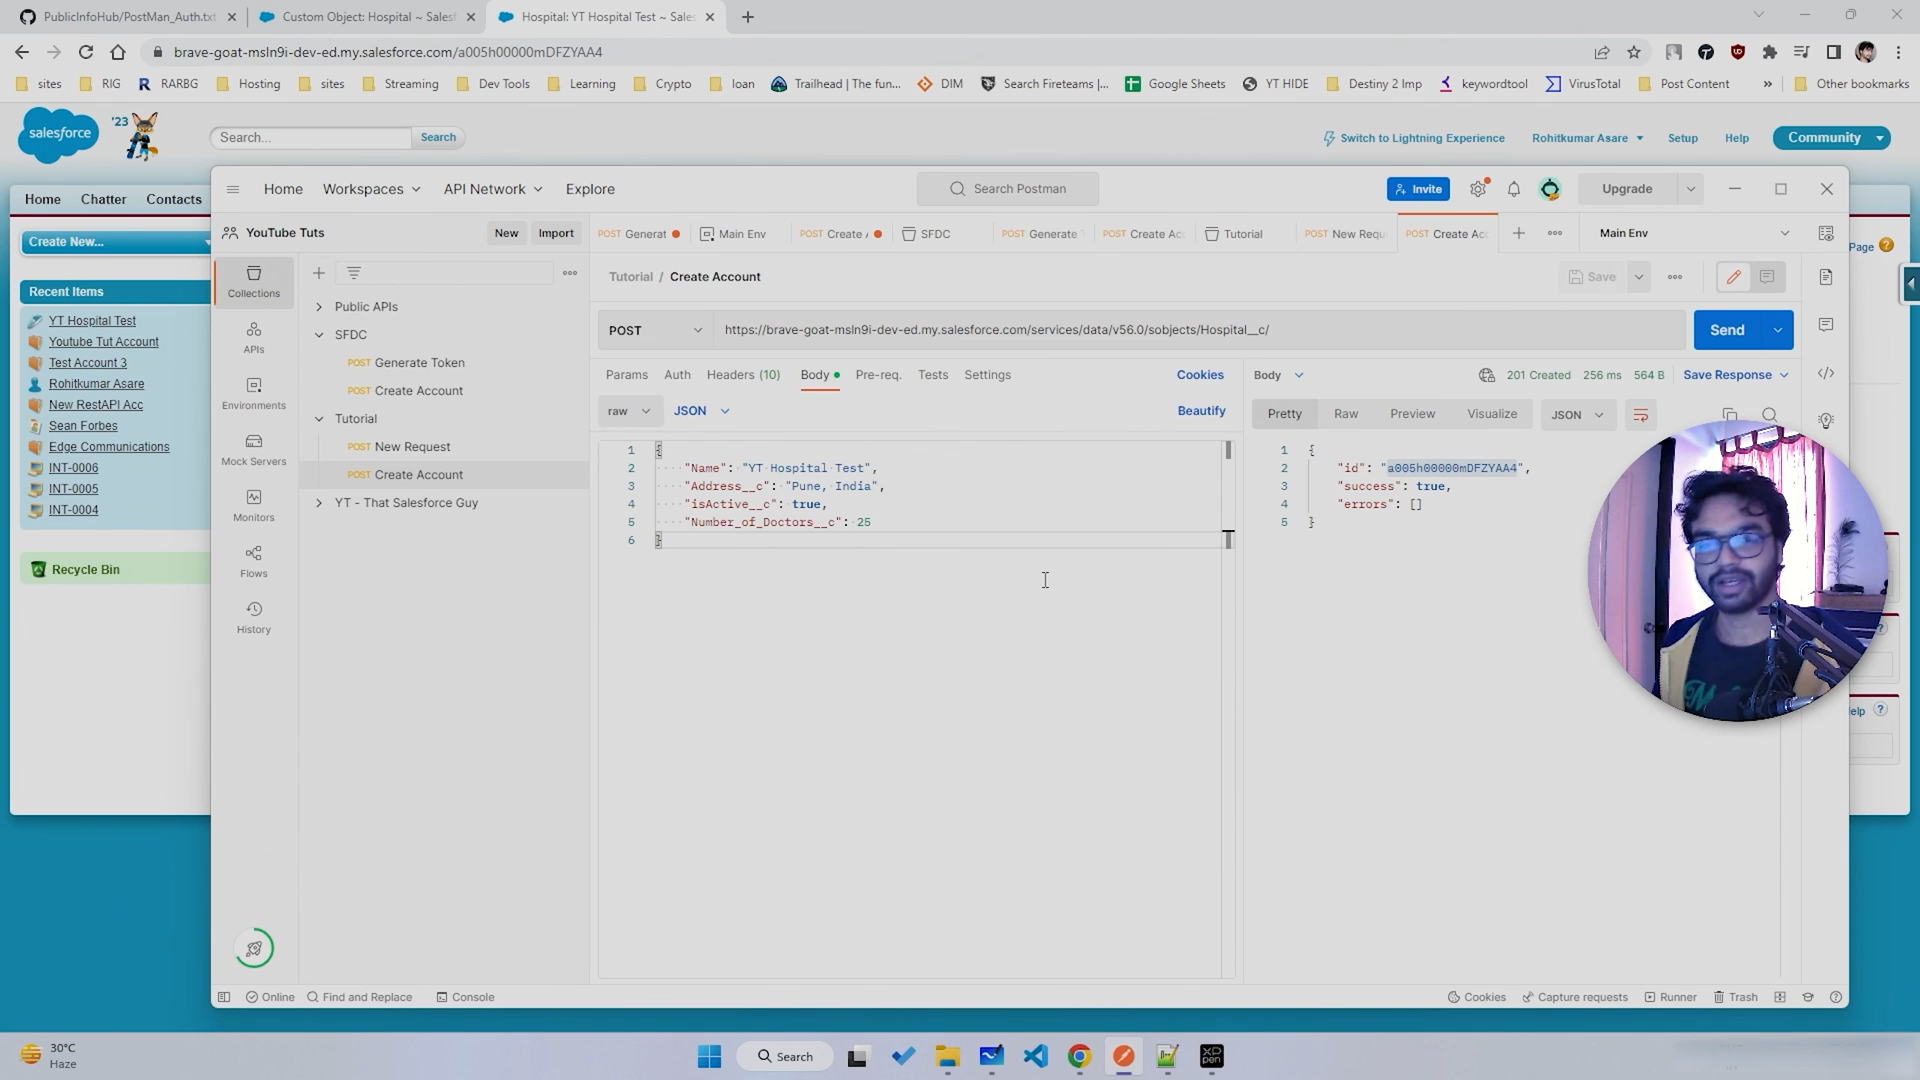 PublicInfoHub/PostMan_Auth.txt
Custom Object: Hospital ~ Salesf
Hospital: YT Hospital Test ~ Sales
brave-goat-msln9i-dev-ed.my.salesforce.com/a005h00000mDFZYAA4
sites
RIG
RARBG
Hosting
sites
Streaming
Dev Tools
Learning
Crypto
loan
Trailhead | The fun...
DIM
Search Fireteams |...
Google Sheets
YT HIDE
Destiny 2 Imp
keywordtool
VirusTotal
Post Content
»
Other bookmarks
salesforce
'23
Search...
Search
Switch to Lightning Experience
Rohitkumar Asare
Setup
Help
Community
Home
Chatter
Contacts
Create New...
Recent Items
YT Hospital Test
Youtube Tut Account
Test Account 3
Rohitkumar Asare
New RestAPI Acc
Sean Forbes
Edge Communications
INT-0006
INT-0005
INT-0004
Recycle Bin
Page
elp
Home
Workspaces
API Network
Explore
Search Postman
Invite
Upgrade
YouTube Tuts
New
Import
POST Generat
Main Env
POST Create A
SFDC
POST Generate T
POST Create Acc
Tutorial
POST New Requ
POST Create Acc
Main Env
Collections
APIs
Environments
Mock Servers
Monitors
Flows
History
Public APIs
SFDC
POST Generate Token
POST Create Account
Tutorial
POST New Request
POST Create Account
YT - That Salesforce Guy
Tutorial / Create Account
Save
POST
https://brave-goat-msln9i-dev-ed.my.salesforce.com/services/data/v56.0/sobjects/Hospital__c/
Send
Params
Auth
Headers (10)
Body
Pre-req.
Tests
Settings
Cookies
raw
JSON
Beautify
1 {
2 "Name": "YT Hospital Test",
3 "Address__c": "Pune, India",
4 "isActive__c": true,
5 "Number_of_Doctors__c": 25
6 }
Body
201 Created
256 ms
564 B
Save Response
Pretty
Raw
Preview
Visualize
JSON
1 {
2 "id": "a005h00000mDFZYAA4",
3 "success": true,
4 "errors": []
5 }
Online
Find and Replace
Console
Cookies
Capture requests
Runner
Trash
30°C
Haze
Search
XP
pen